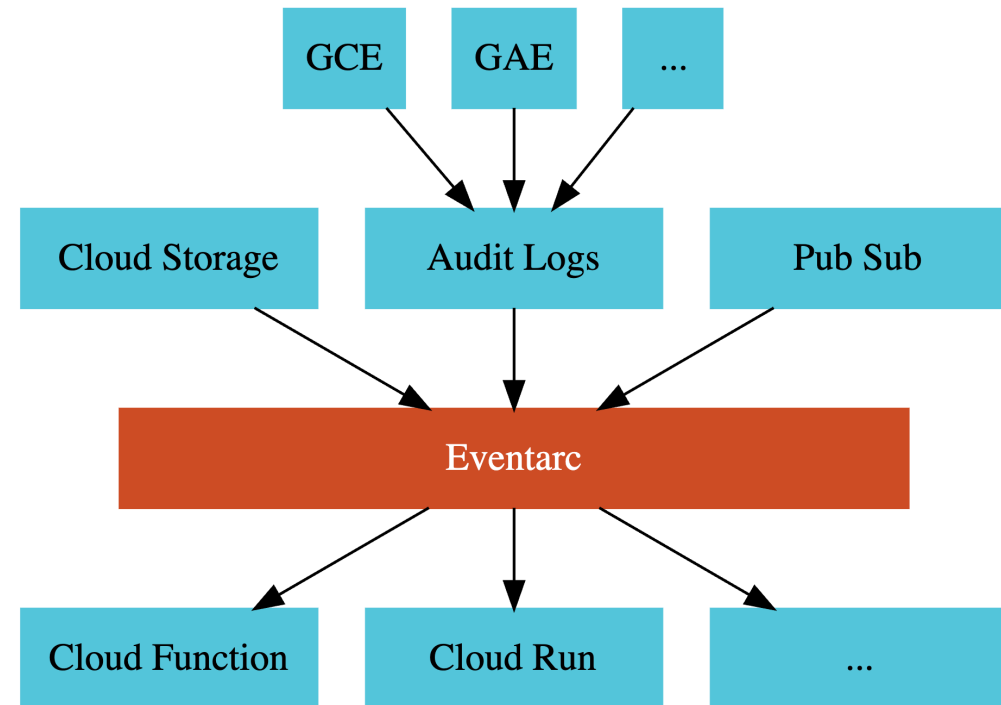 GCE
GAE
...
Cloud Storage
Audit Logs
Pub Sub
Eventarc
Cloud Function
Cloud Run
...